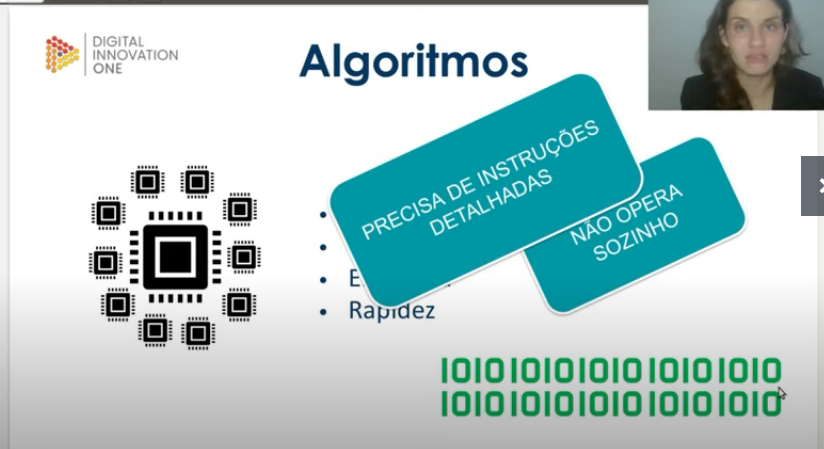 DIGITAL
INNOVATION
ONE
Algoritmos
PRECISA DE INSTRUÇÕES
DETALHADAS
NÃO OPERA
SOZINHO
Rapidez
1010101010101010101010
1010101010101010101010